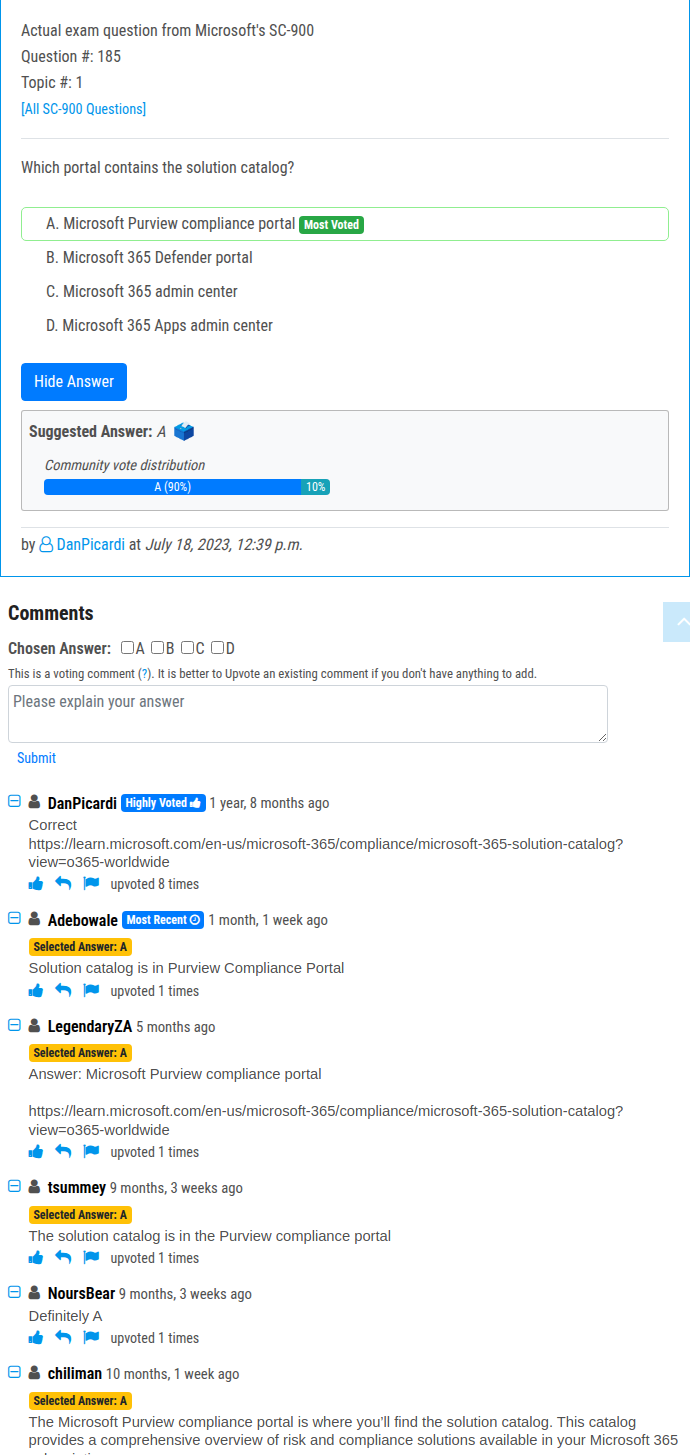 Actual exam question from Microsoft's SC-900
Question #: 185
Topic #: 1
[All SC-900 Questions]
Which portal contains the solution catalog?
A. Microsoft Purview compliance portal Most Voted
B. Microsoft 365 Defender portal
C. Microsoft 365 admin center
D. Microsoft 365 Apps admin center
Hide Answer
Suggested Answer: A
Community vote distribution
A (90%) 10%
by DanPicardi at July 18, 2023, 12:39 p.m.
Comments
Chosen Answer: A B C D
This is a voting comment (?). It is better to Upvote an existing comment if you don't have anything to add.
Please explain your answer
Submit
DanPicardi Highly Voted 1 year, 8 months ago
Correct
https://learn.microsoft.com/en-us/microsoft-365/compliance/microsoft-365-solution-catalog?
view=o365-worldwide
upvoted 8 times
Adebowale Most Recent 1 month, 1 week ago
Selected Answer: A
Solution catalog is in Purview Compliance Portal
upvoted 1 times
LegendaryZA 5 months ago
Selected Answer: A
Answer: Microsoft Purview compliance portal
https://learn.microsoft.com/en-us/microsoft-365/compliance/microsoft-365-solution-catalog?
view=o365-worldwide
upvoted 1 times
tsummey 9 months, 3 weeks ago
Selected Answer: A
The solution catalog is in the Purview compliance portal
upvoted 1 times
NoursBear 9 months, 3 weeks ago
Definitely A
upvoted 1 times
chiliman 10 months, 1 week ago
Selected Answer: A
The Microsoft Purview compliance portal is where you’ll find the solution catalog. This catalog
provides a comprehensive overview of risk and compliance solutions available in your Microsoft 365